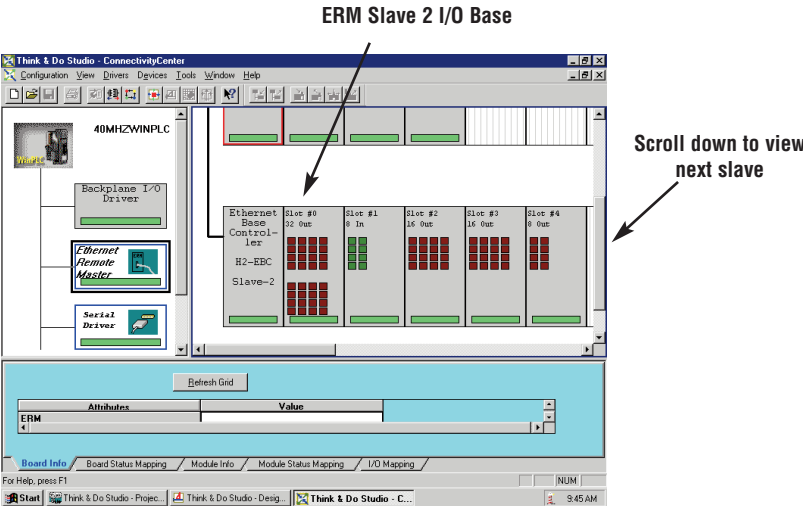 ERM Slave 2 I/O Base
Think & Do Studio - ConnectivityCenter
Configuration View Drivers Devices Tools Window Help
WinPLC
40MHZWINPLC
Backplane I/O
Driver
Ethernet
Remote
Master
Serial
Driver
Ethernet
Base
Control-
ler
H2-EBC
Slave-2
Slot #0
32 Out
Slot #1
8 In
Slot #2
16 Out
Slot #3
16 Out
Slot #4
8 Out
Scroll down to view
next slave
Refresh Grid
Attributes Value
ERM
Board Info Board Status Mapping Module Info Module Status Mapping I/O Mapping
For Help, press F1
NUM
Start Think & Do Studio - Projec... Think & Do Studio - Desig... Think & Do Studio - C... 9:45 AM